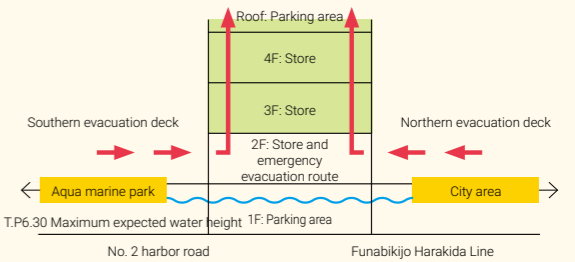 Roof: Parking area
4F: Store
3F: Store
Southern evacuation deck
Northern evacuation deck
2F: Store and
emergency
evacuation route
Aqua marine park
City area
T.P6.30 Maximum expected water height
1F: Parking area
No. 2 harbor road
Funabikijo Harakida Line